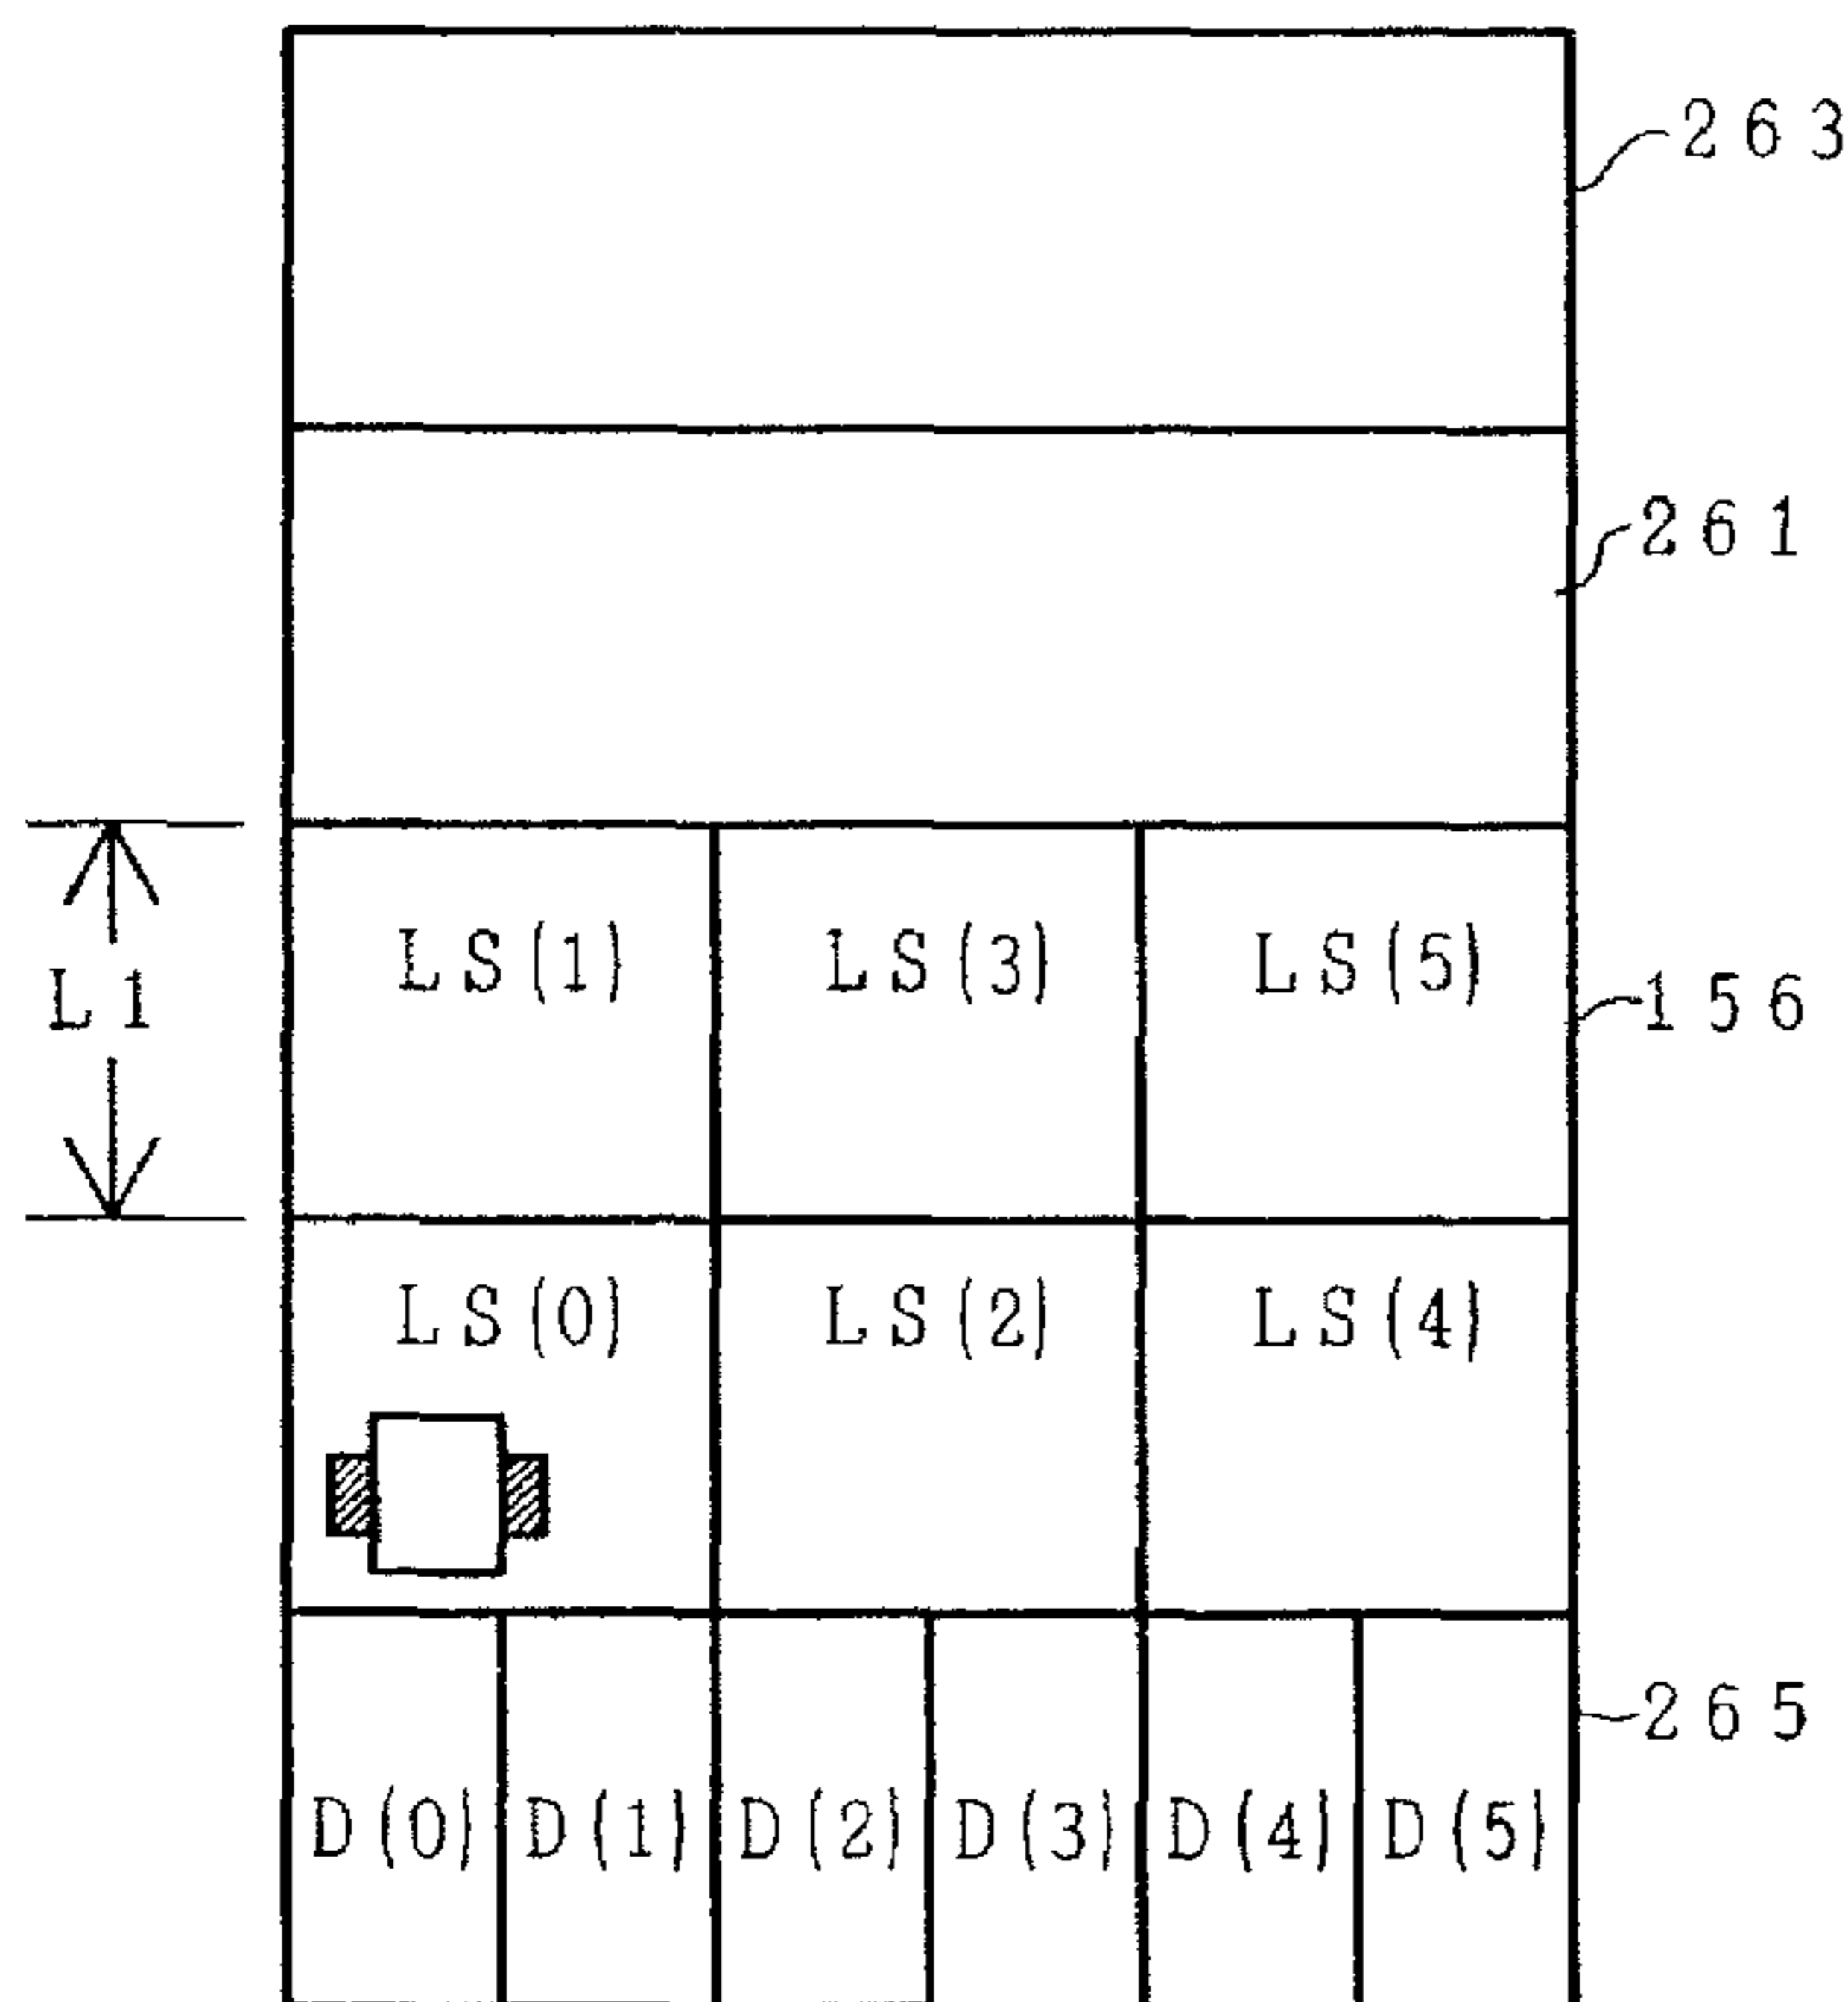 263
261
LS(1) LS(3) LS(5)
L1
156
LS(0) LS(2) LS(4)
265
D(0) D(1) D(2) D(3) D(4) D(5)